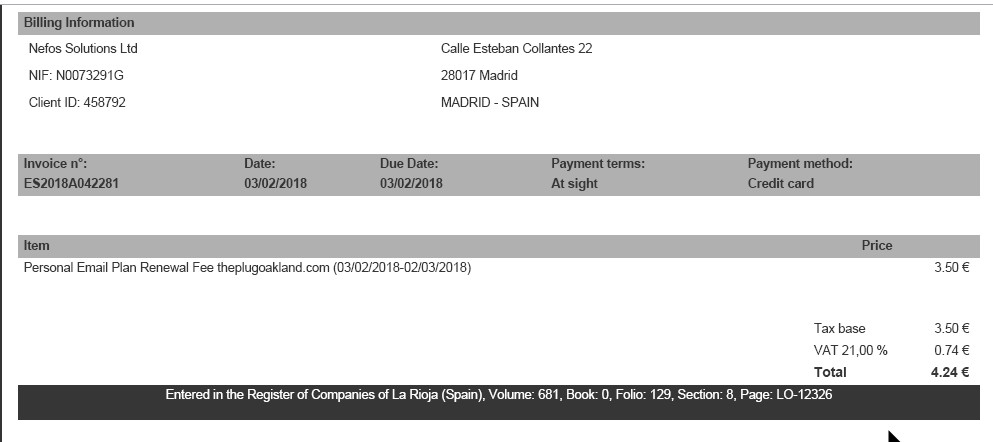 Billing Information
Nefos Solutions Ltd
Calle Esteban Collantes 22
NIF: N0073291G
28017 Madrid
Client ID: 458792
MADRID - SPAIN
Invoice n°: Date: Due Date: Payment terms: Payment method:
ES2018A042281 03/02/2018 03/02/2018 At sight Credit card
Item Price
Personal Email Plan Renewal Fee theplugoakland.com (03/02/2018-02/03/2018) 3.50 €
Tax base 3.50 €
VAT 21,00 % 0.74 €
Total 4.24 €
Entered in the Register of Companies of La Rioja (Spain), Volume: 681, Book: 0, Folio: 129, Section: 8, Page: LO-12326